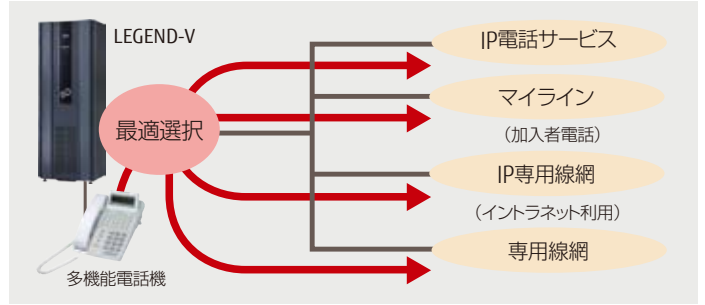 LEGEND-V
最適選択
多機能電話機
IP電話サービス
マイライン
(加入者電話)
IP専用線網
(イントラネット利用)
専用線網